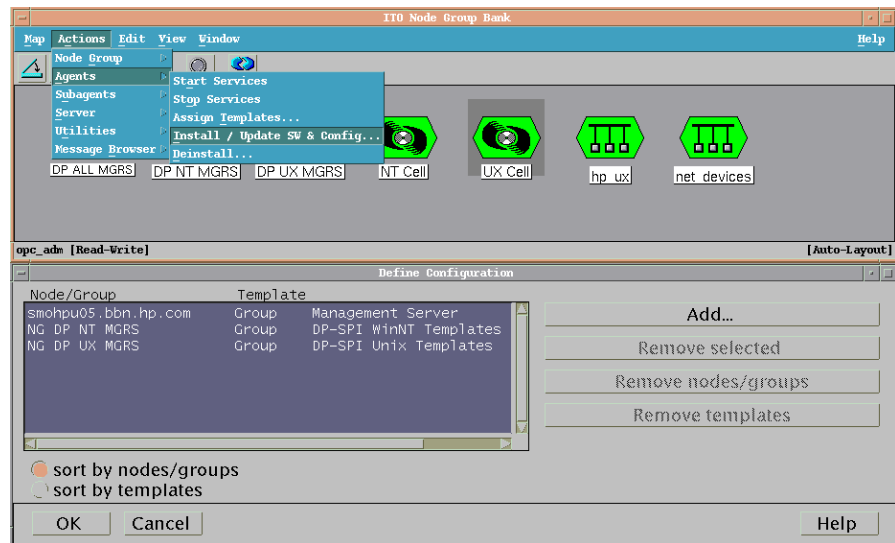 ITO Node Group Bank
Map Actions Edit View Window Help
Node Group
Agents
Subagents
Server
Utilities
Message Browser
Start Services
Stop Services
Assign Templates...
Install / Update SW & Config...
Deinstall...
DP ALL MGRS DP NT MGRS DP UX MGRS NT Cell UX Cell hp ux net devices
opc_adm [Read-Write] [Auto-Layout]
Define Configuration
Node/Group Template
smohpu05.bbn.hp.com Group Management Server
NG DP NT MGRS Group DP-SPI WinNT Templates
NG DP UX MGRS Group DP-SPI Unix Templates
Add...
Remove selected
Remove nodes/groups
Remove templates
sort by nodes/groups
sort by templates
OK Cancel Help